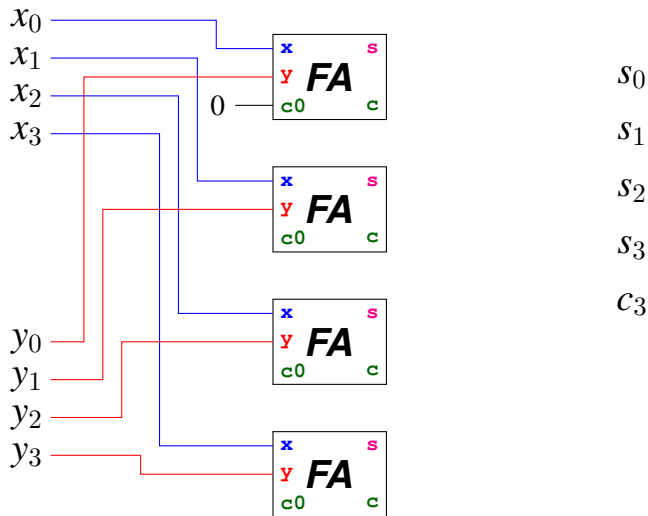 x₀
x₁
x₂
x₃
y₀
y₁
y₂
y₃
0
x s
y FA
c0 c
x s
y FA
c0 c
x s
y FA
c0 c
x s
y FA
c0 c
s₀
s₁
s₂
s₃
c₃